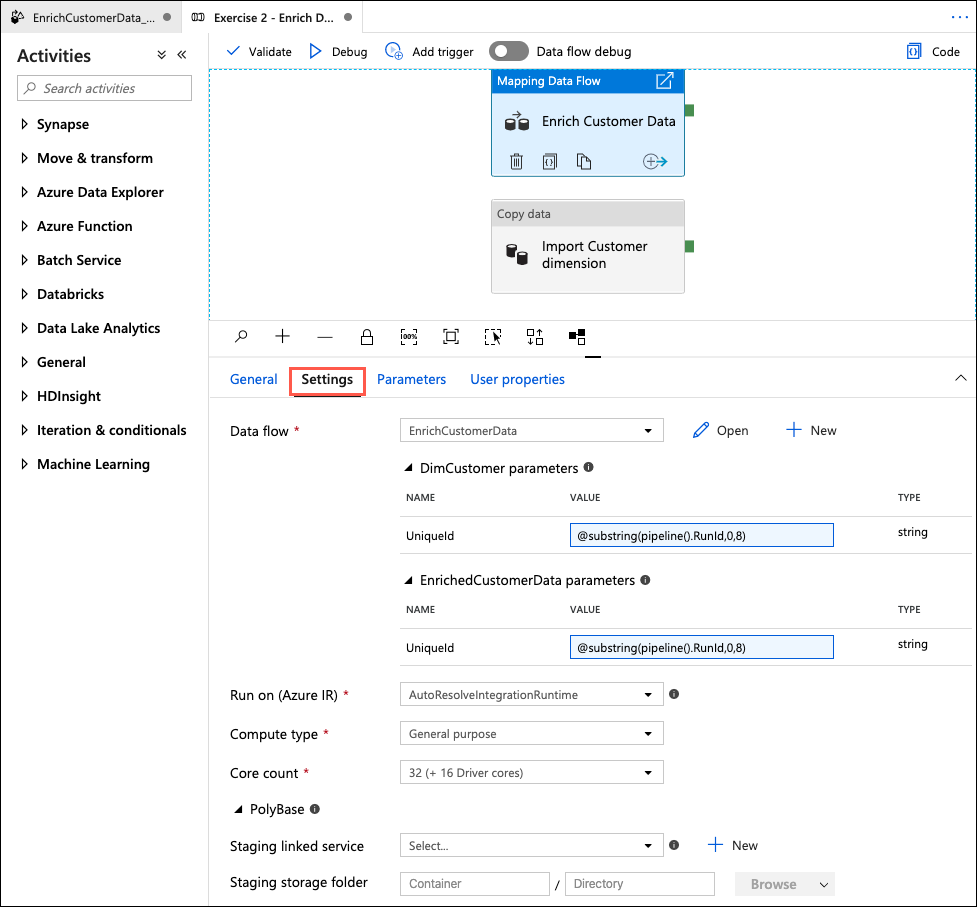 EnrichCustomerData_... Exercise 2 - Enrich D... ...
Activities
Validate Debug Add trigger Data flow debug Code
Search activities
Synapse
Move & transform
Azure Data Explorer
Azure Function
Batch Service
Databricks
Data Lake Analytics
General
HDInsight
Iteration & conditionals
Machine Learning
Mapping Data Flow
Enrich Customer Data
Copy data
Import Customer
dimension
100%
General Settings Parameters User properties
Data flow * EnrichCustomerData Open New
DimCustomer parameters
NAME VALUE TYPE
UniqueId @substring(pipeline().RunId,0,8) string
EnrichedCustomerData parameters
NAME VALUE TYPE
UniqueId @substring(pipeline().RunId,0,8) string
Run on (Azure IR) * AutoResolveIntegrationRuntime
Compute type * General purpose
Core count * 32 (+ 16 Driver cores)
PolyBase
Staging linked service Select... New
Staging storage folder Container / Directory Browse